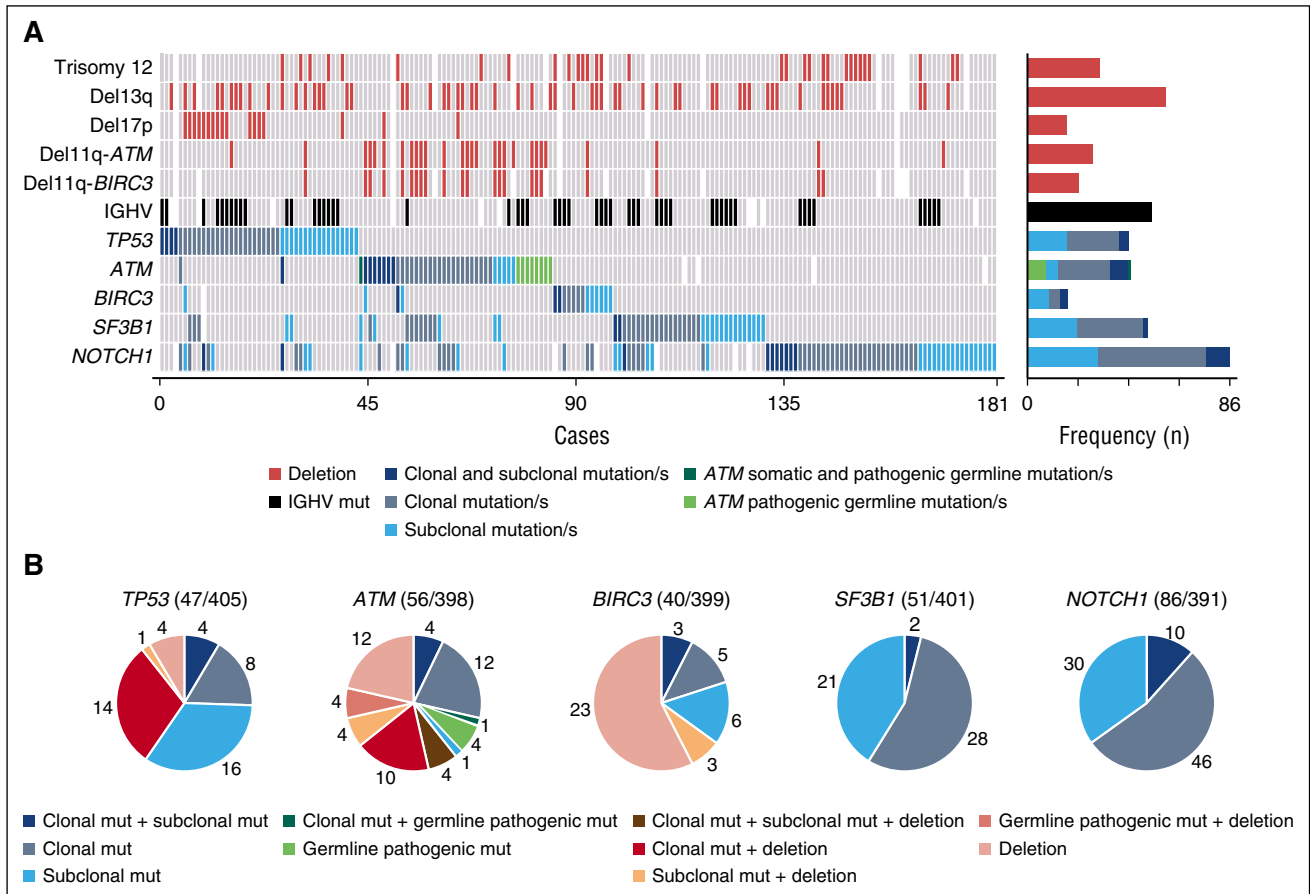 A
Trisomy 12
Del13q
Del17p
Del11q-ATM
Del11q-BIRC3
IGHV
TP53
ATM
BIRC3
SF3B1
NOTCH1
0 45 90 135 181
Cases
0 86
Frequency (n)
Deletion
IGHV mut
Clonal and subclonal mutation/s
Clonal mutation/s
Subclonal mutation/s
ATM somatic and pathogenic germline mutation/s
ATM pathogenic germline mutation/s
B
TP53 (47/405)
4
8
16
14
1
4
ATM (56/398)
4
12
1
4
1
4
10
4
4
12
BIRC3 (40/399)
3
5
6
3
23
SF3B1 (51/401)
2
28
21
NOTCH1 (86/391)
10
46
30
Clonal mut + subclonal mut
Clonal mut
Subclonal mut
Clonal mut + germline pathogenic mut
Germline pathogenic mut
Clonal mut + subclonal mut + deletion
Clonal mut + deletion
Subclonal mut + deletion
Germline pathogenic mut + deletion
Deletion